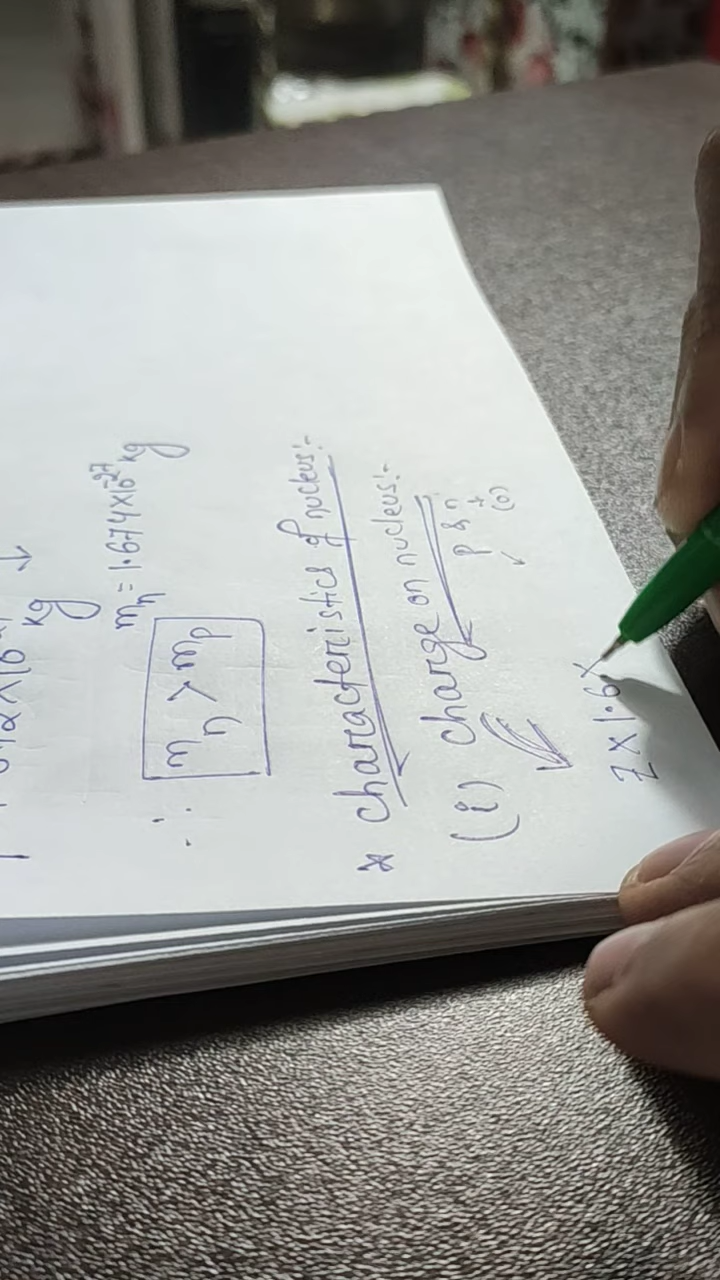 kg ↓
mₙ = 1.674×10⁻²⁷ kg
∴ mₙ > mₚ
* characteristics of nucleus:-
(i) charge on nucleus:-
p & n
↓ ↓
(0)
Z × 1.6 ×